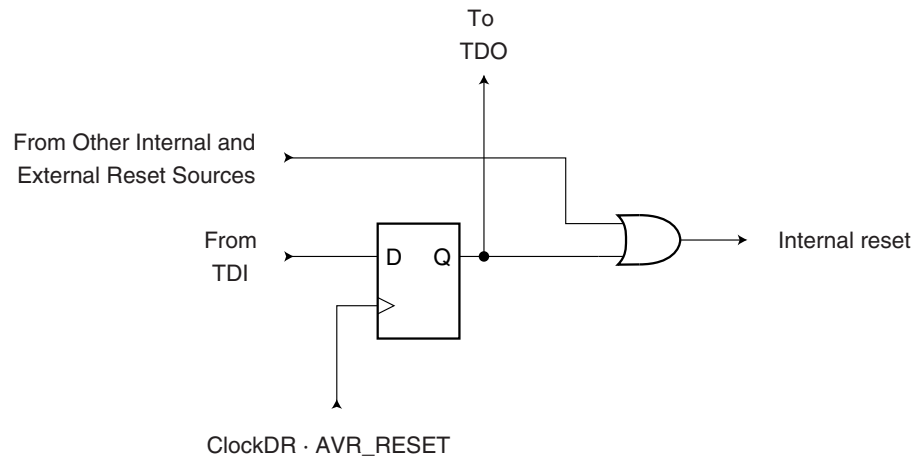 To
TDO
From Other Internal and
External Reset Sources
From
TDI
D
Q
Internal reset
ClockDR · AVR_RESET